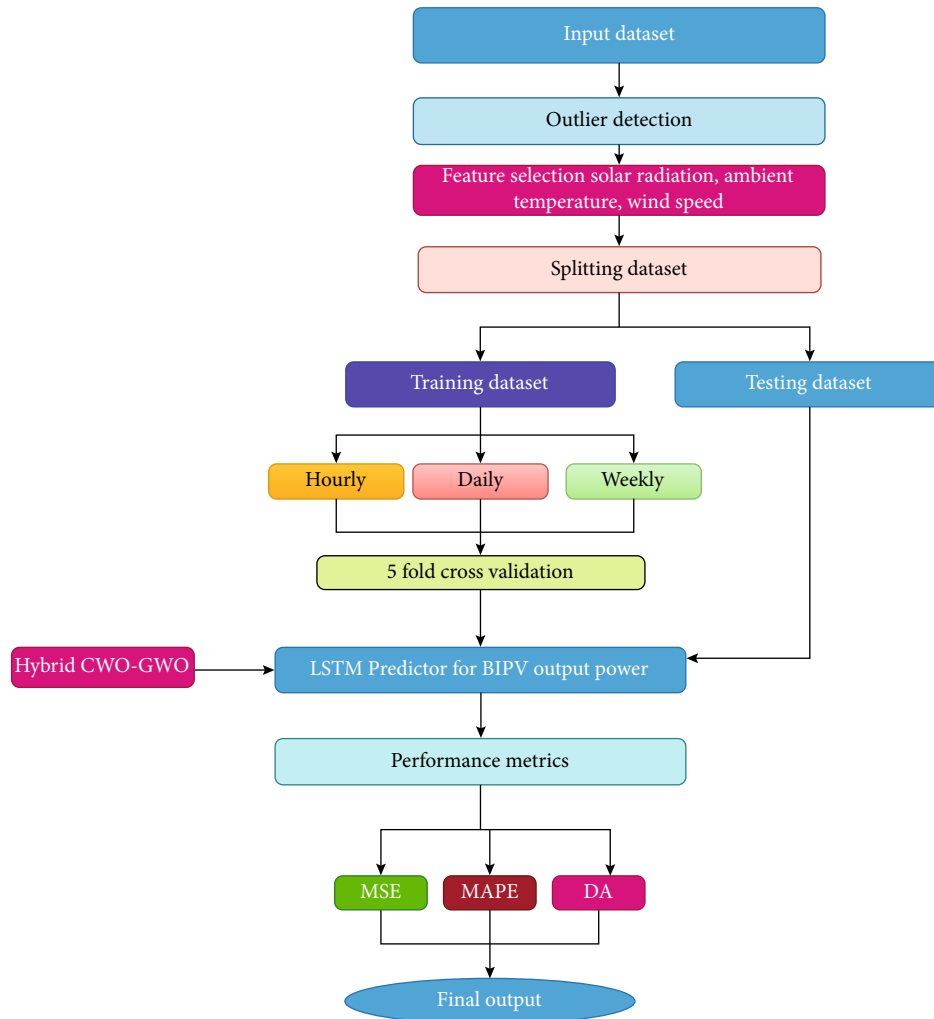 Input dataset
Outlier detection
Feature selection solar radiation, ambient
temperature, wind speed
Splitting dataset
Training dataset
Testing dataset
Hourly
Daily
Weekly
5 fold cross validation
Hybrid CWO-GWO
LSTM Predictor for BIPV output power
Performance metrics
MSE
MAPE
DA
Final output